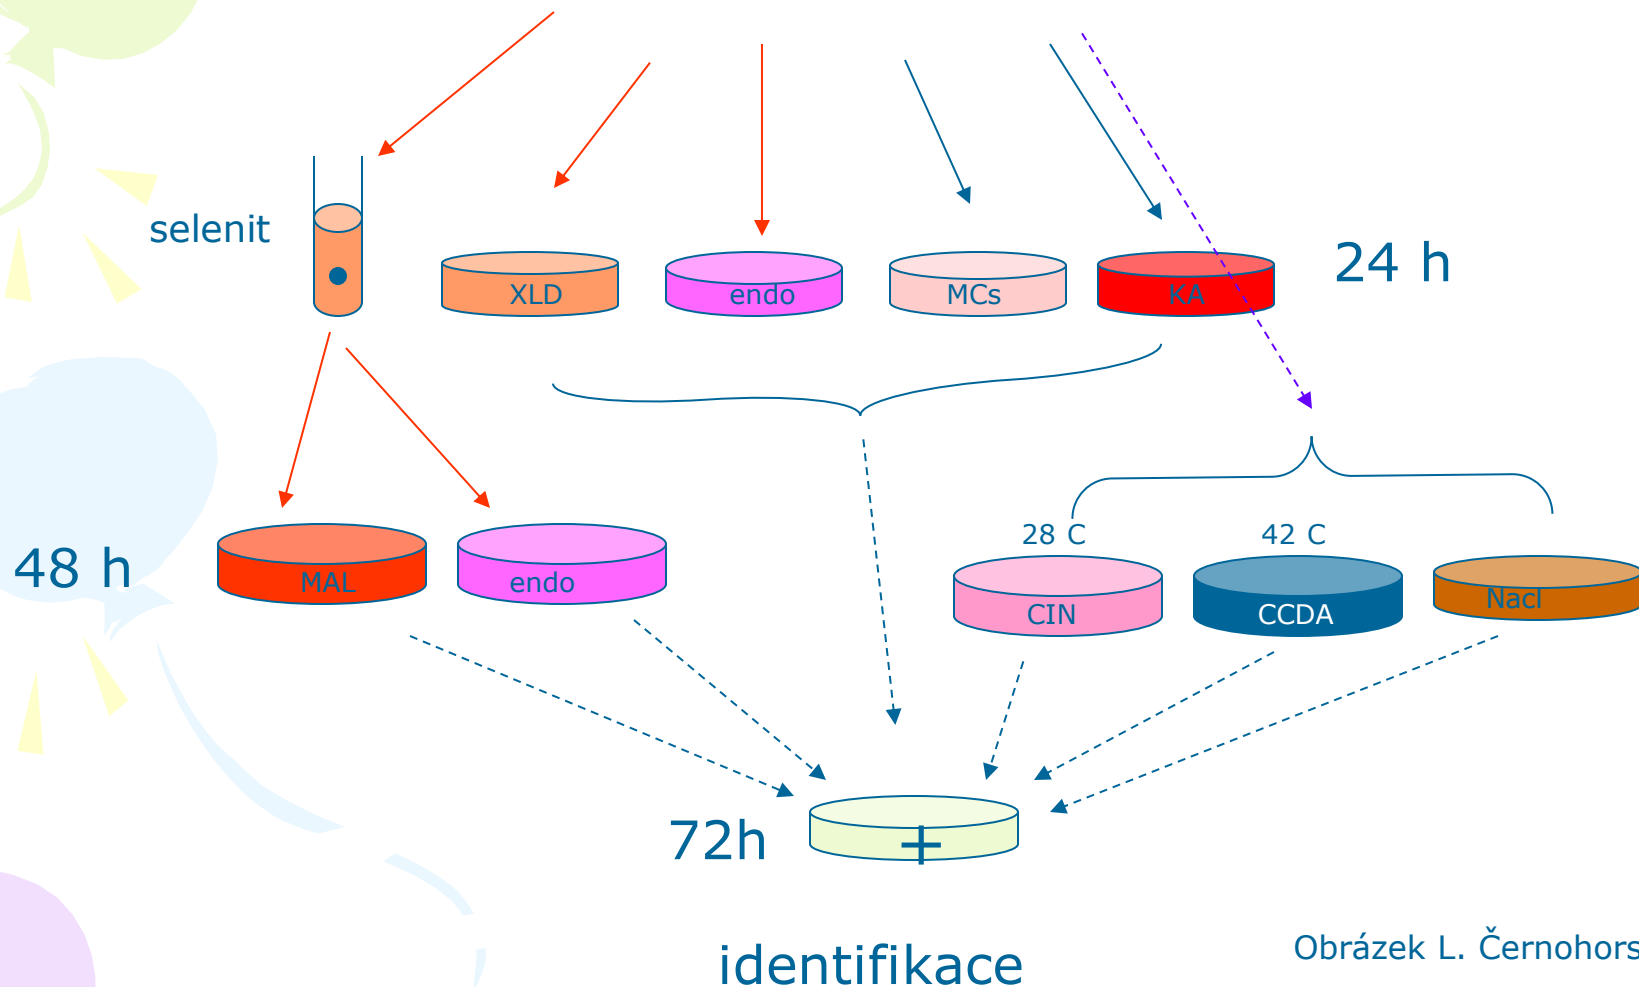 selenit
24 h
XLD
endo
MCs
KA
28 C
42 C
48 h
MAL
endo
CIN
CCDA
Nacl
72h
+
identifikace
Obrázek L. Černohors